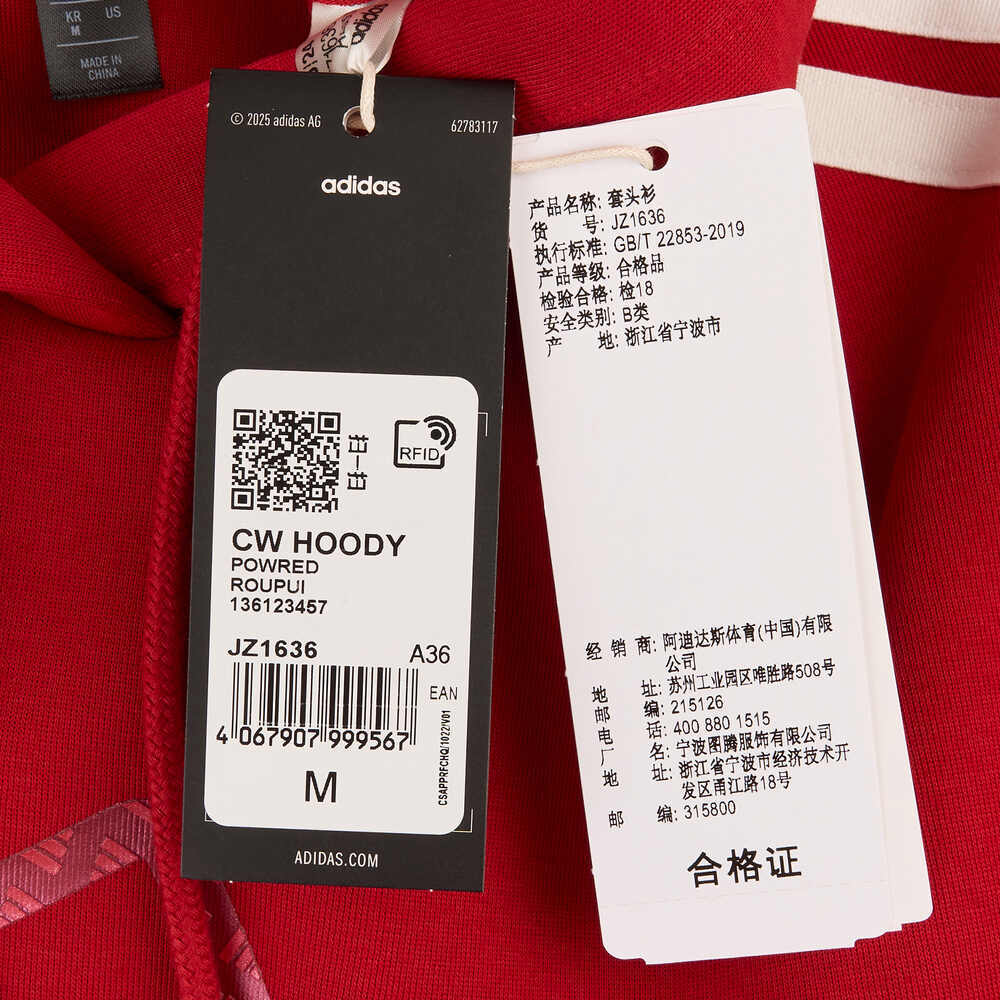 KR US
M
MADE IN
CHINA
© 2025 adidas AG
62783117
adidas
RFID
CW HOODY
POWRED
ROUPUI
136123457
JZ1636
A36
EAN
4 067907 999567
CSAPPRFCHQ/1022/V01
M
ADIDAS.COM
产品名称: 套头衫
货 号: JZ1636
执行标准: GB/T 22853-2019
产品等级: 合格品
检验合格: 检18
安全类别: B类
产 地: 浙江省宁波市
经 销 商: 阿迪达斯体育(中国)有限
公司
地 址: 苏州工业园区唯胜路508号
邮 编: 215126
电 话: 400 880 1515
厂 名: 宁波图腾服饰有限公司
地 址: 浙江省宁波市经济技术开
发区甬江路18号
邮 编: 315800
合格证